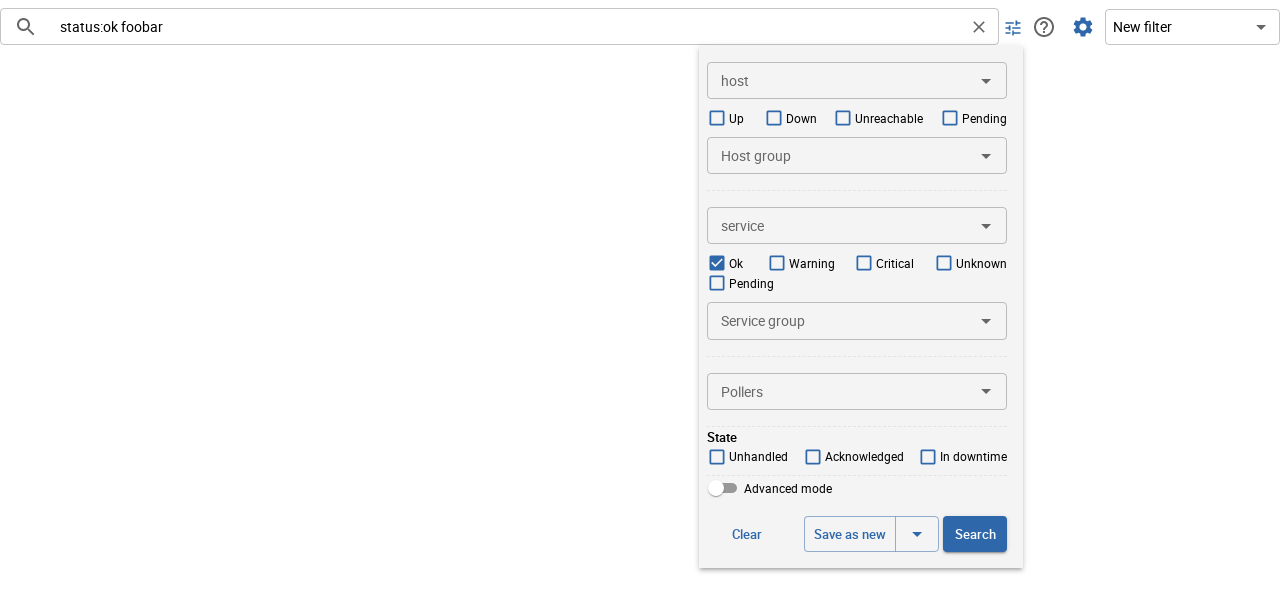 status:ok foobar
New filter
host
Up Down Unreachable Pending
Host group
service
Ok Warning Critical Unknown
Pending
Service group
Pollers
State
Unhandled Acknowledged In downtime
Advanced mode
Clear Save as new Search